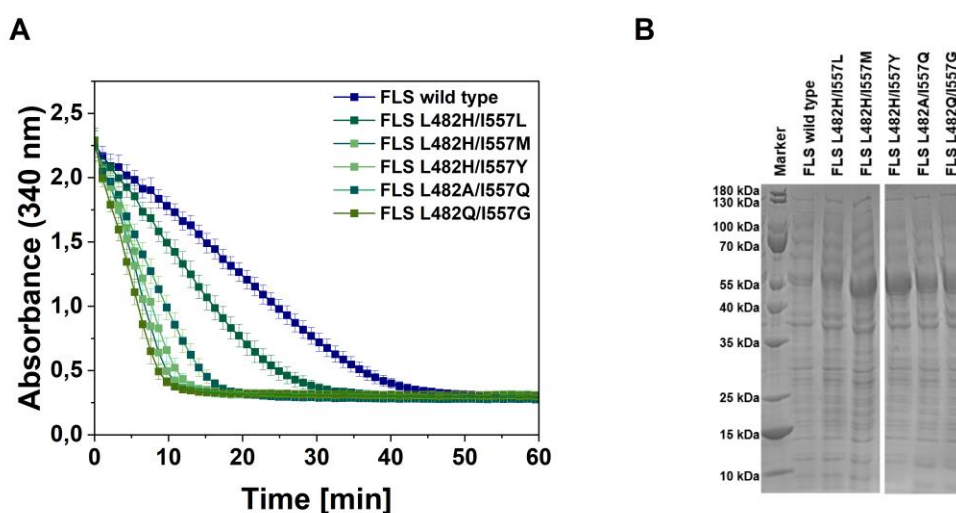 A
Absorbance (340 nm)
2,5
2,0
1,5
1,0
0,5
0,0
0 10 20 30 40 50 60
Time [min]
FLS wild type
FLS L482H/I557L
FLS L482H/I557M
FLS L482H/I557Y
FLS L482A/I557Q
FLS L482Q/I557G
B
Marker
FLS wild type
FLS L482H/I557L
FLS L482H/I557M
FLS L482H/I557Y
FLS L482A/I557Q
FLS L482Q/I557G
180 kDa
130 kDa
100 kDa
70 kDa
55 kDa
40 kDa
35 kDa
25 kDa
15 kDa
10 kDa